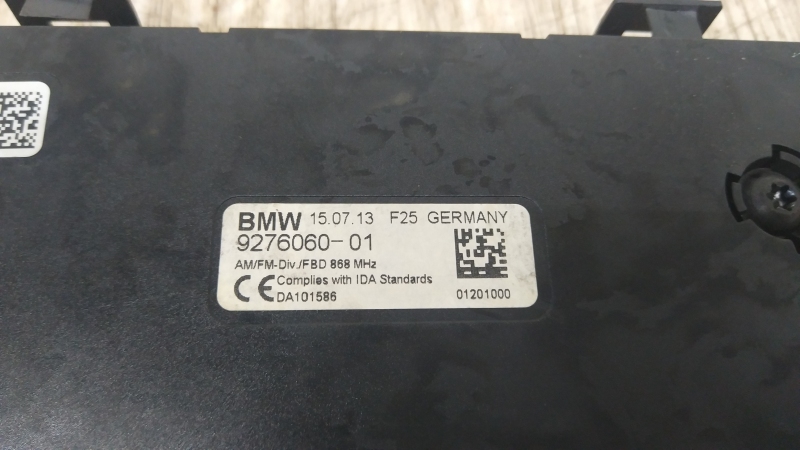 BMW 15.07.13 F25 GERMANY
9276060-01
AM/FM-Div./FBD 868 MHz
CE Complies with IDA Standards
DA101586 01201000